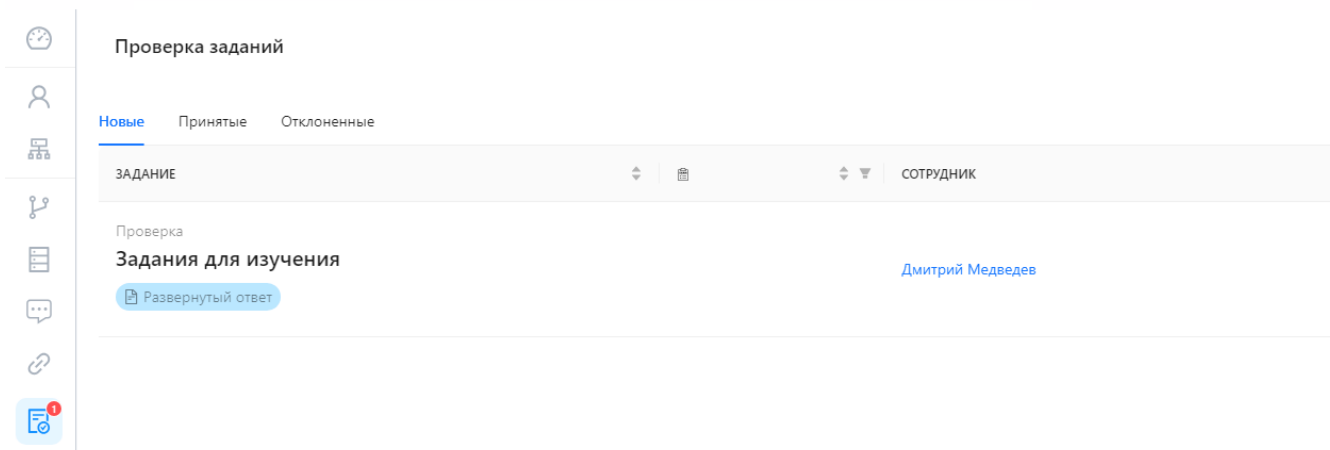 Проверка заданий
Новые Принятые Отклоненные
ЗАДАНИЕ СОТРУДНИК
Проверка
Задания для изучения
Дмитрий Медведев
Развернутый ответ
1